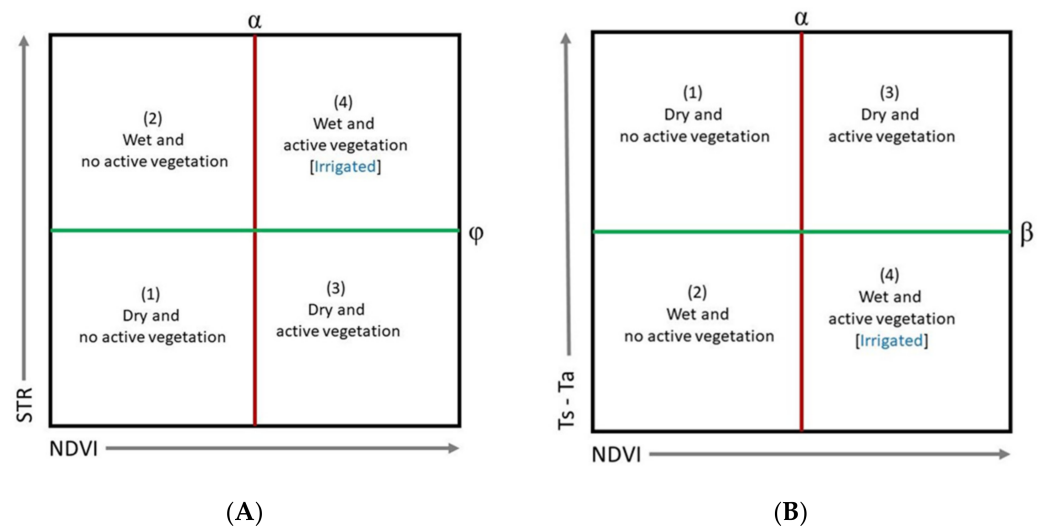 α
(2)
Wet and
no active vegetation
(4)
Wet and
active vegetation
[Irrigated]
φ
(1)
Dry and
no active vegetation
(3)
Dry and
active vegetation
STR
NDVI
(A)
α
(1)
Dry and
no active vegetation
(3)
Dry and
active vegetation
β
(2)
Wet and
no active vegetation
(4)
Wet and
active vegetation
[Irrigated]
Ts - Ta
NDVI
(B)